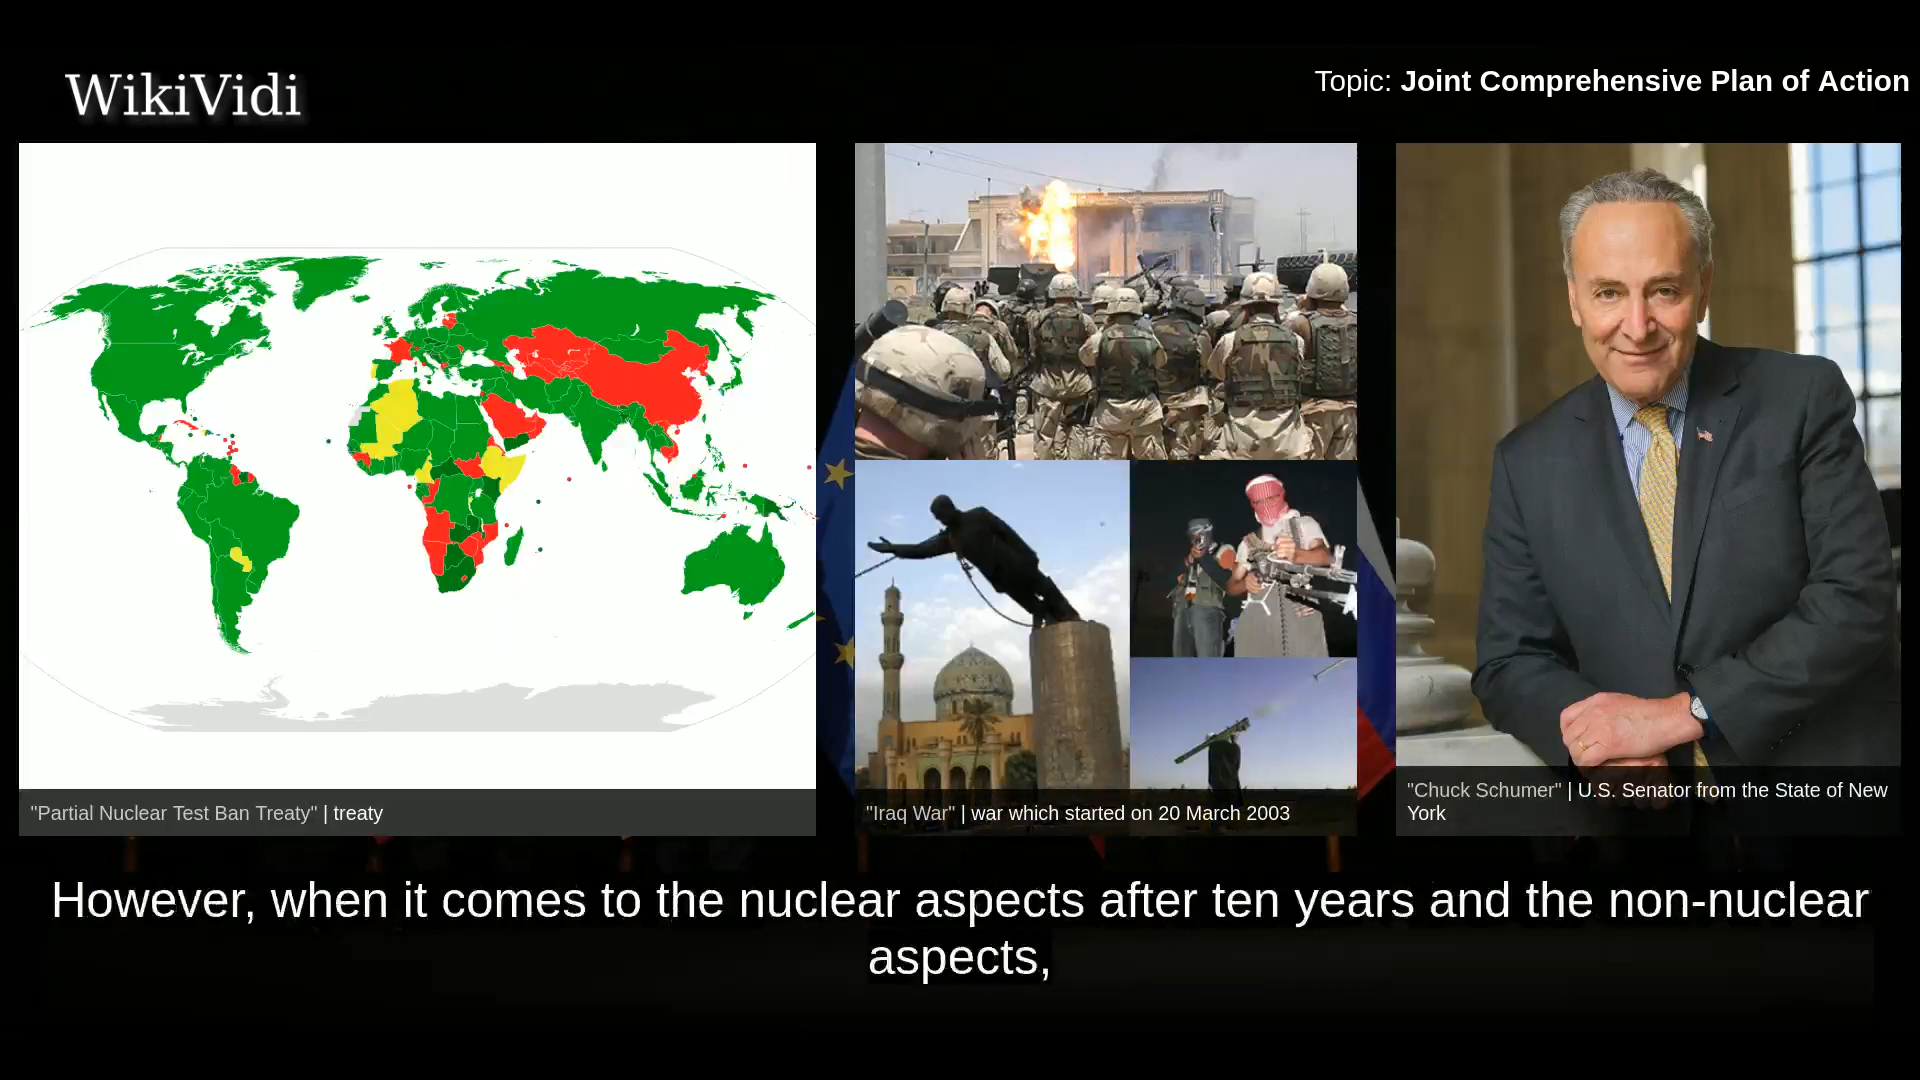 WikiVidi
Topic: Joint Comprehensive Plan of Action
"Partial Nuclear Test Ban Treaty" | treaty
"Iraq War" | war which started on 20 March 2003
"Chuck Schumer" | U.S. Senator from the State of New
York
However, when it comes to the nuclear aspects after ten years and the non-nuclear
aspects,